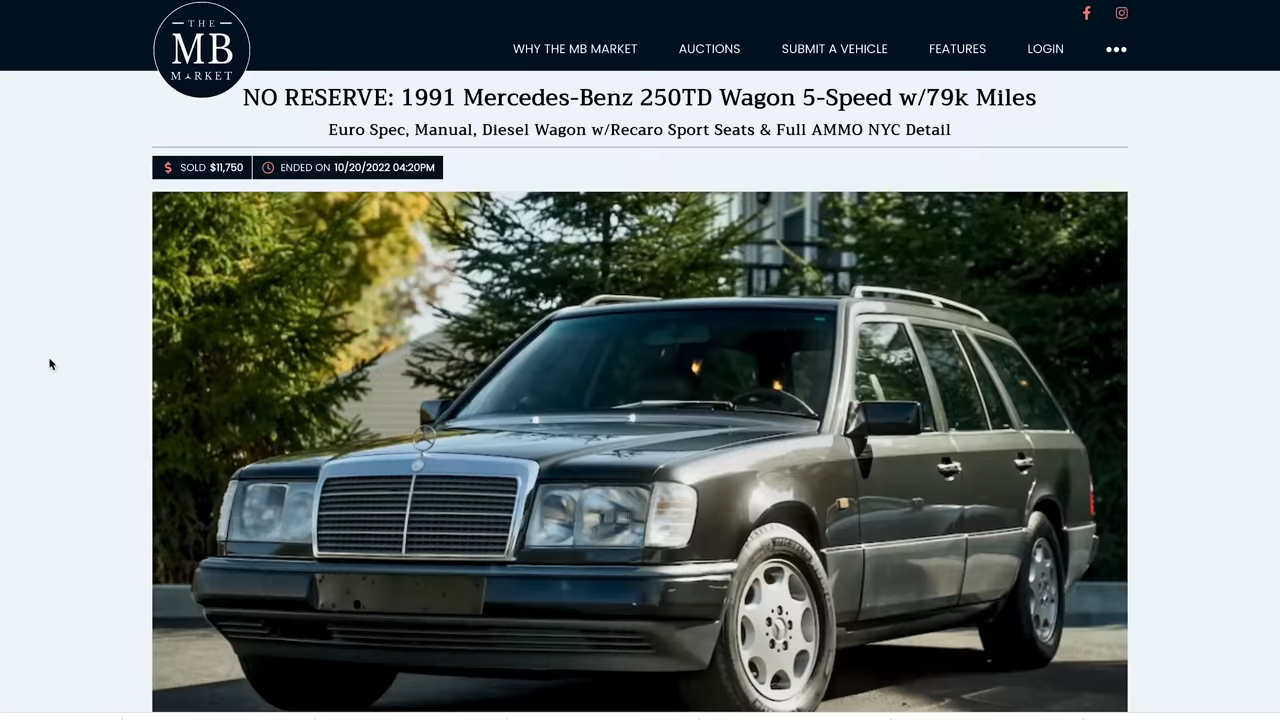 THE
MB
MARKET
WHY THE MB MARKET
AUCTIONS
SUBMIT A VEHICLE
FEATURES
LOGIN
NO RESERVE: 1991 Mercedes-Benz 250TD Wagon 5-Speed w/79k Miles
Euro Spec, Manual, Diesel Wagon w/Recaro Sport Seats & Full AMMO NYC Detail
$ SOLD $11,750
ENDED ON 10/20/2022 04:20PM